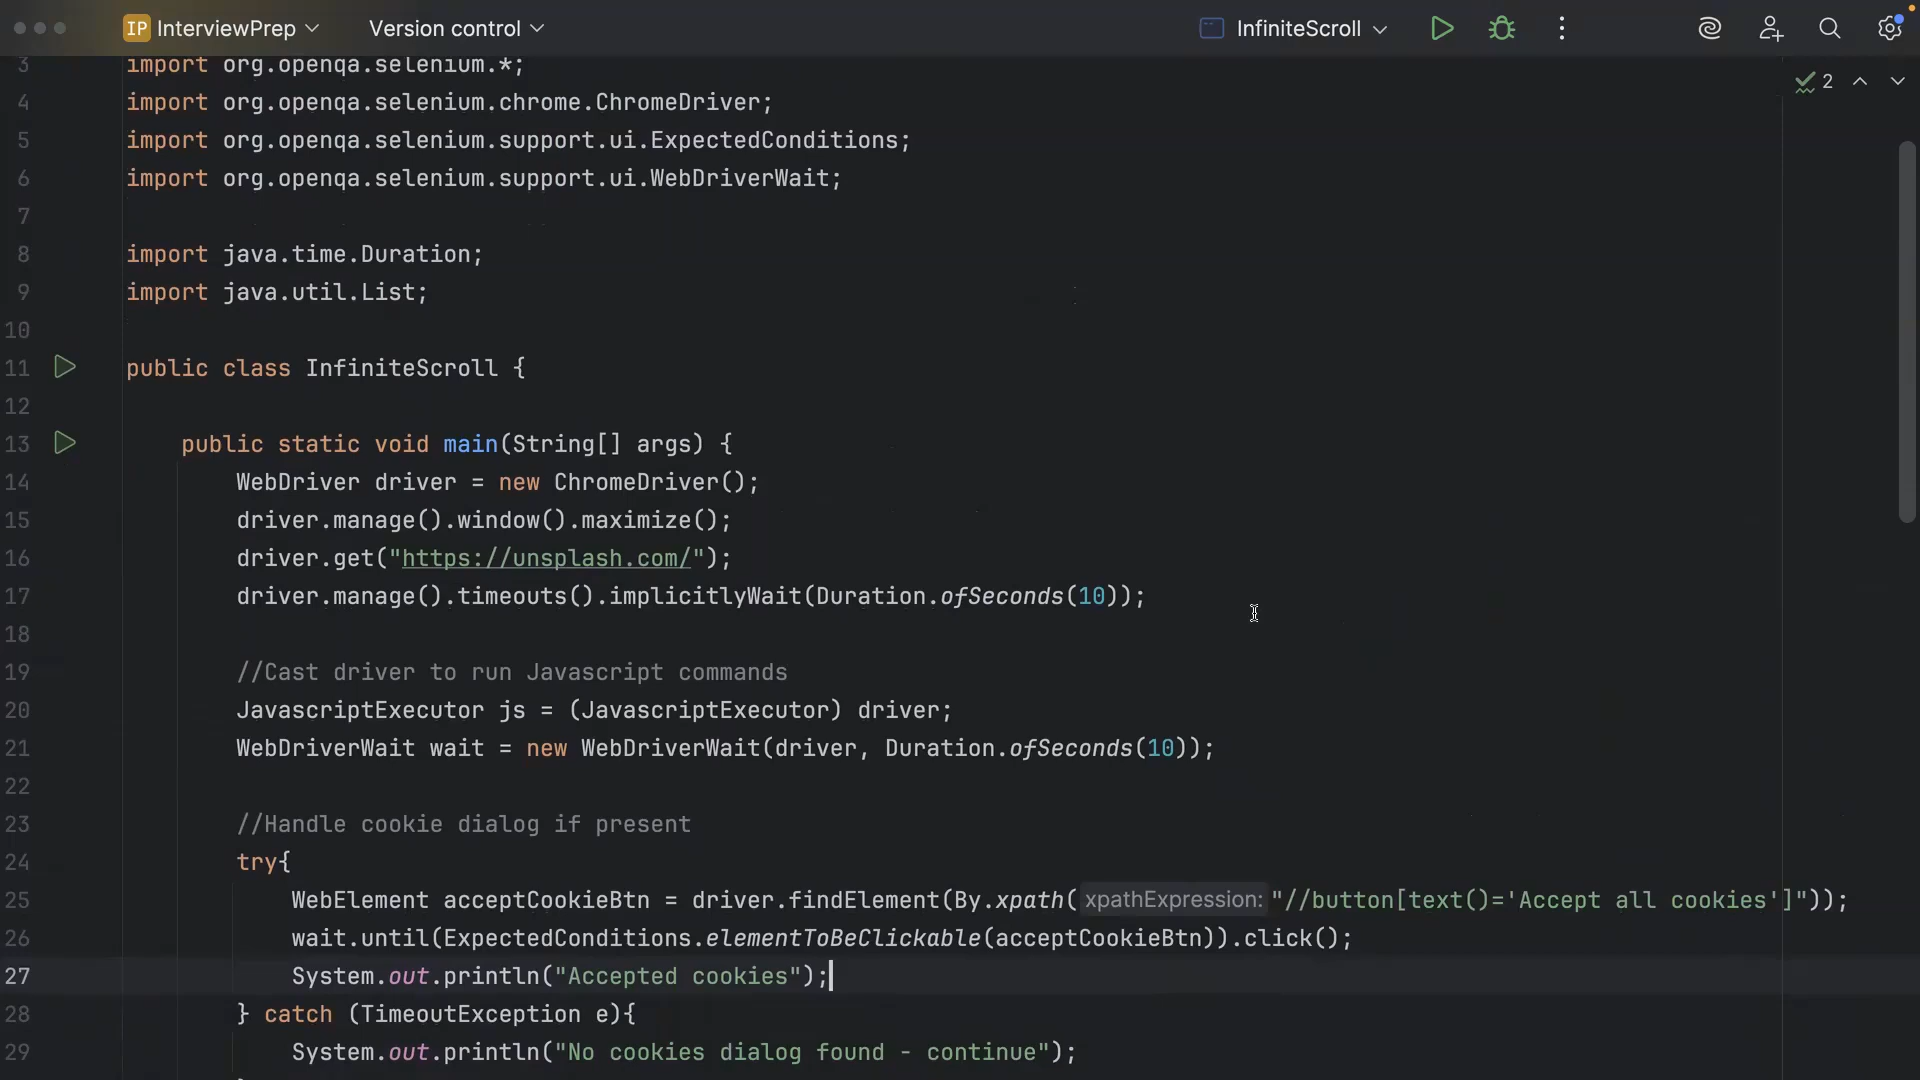 IP InterviewPrep Version control InfiniteScroll
3 import org.openqa.selenium.*;
2
4 import org.openqa.selenium.chrome.ChromeDriver;
5 import org.openqa.selenium.support.ui.ExpectedConditions;
6 import org.openqa.selenium.support.ui.WebDriverWait;
7
8 import java.time.Duration;
9 import java.util.List;
10
11 public class InfiniteScroll {
12
13 public static void main(String[] args) {
14 WebDriver driver = new ChromeDriver();
15 driver.manage().window().maximize();
16 driver.get("https://unsplash.com/");
17 driver.manage().timeouts().implicitlyWait(Duration.ofSeconds(10));
18
19 //Cast driver to run Javascript commands
20 JavascriptExecutor js = (JavascriptExecutor) driver;
21 WebDriverWait wait = new WebDriverWait(driver, Duration.ofSeconds(10));
22
23 //Handle cookie dialog if present
24 try{
25 WebElement acceptCookieBtn = driver.findElement(By.xpath( xpathExpression: "//button[text()='Accept all cookies']"));
26 wait.until(ExpectedConditions.elementToBeClickable(acceptCookieBtn)).click();
27 System.out.println("Accepted cookies");
28 } catch (TimeoutException e){
29 System.out.println("No cookies dialog found - continue");